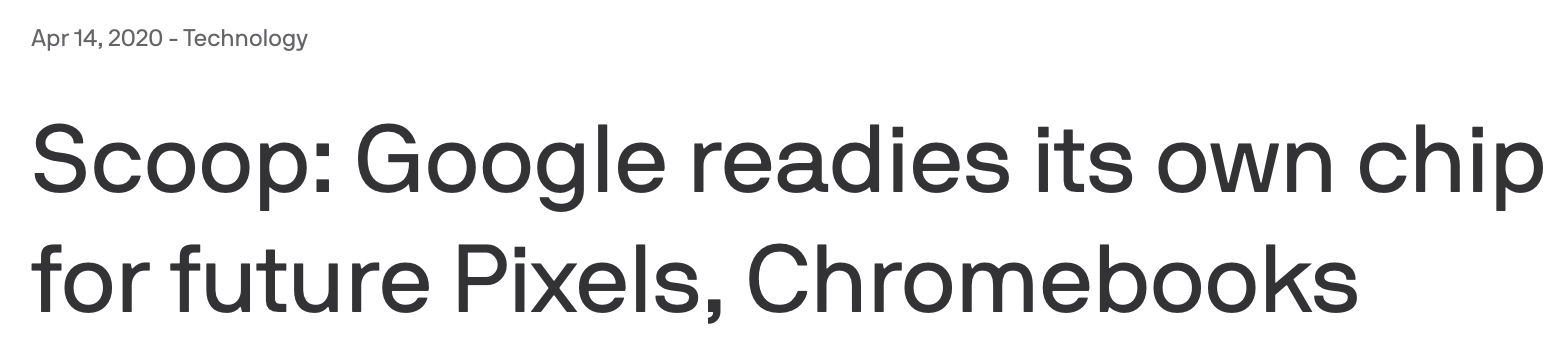 Apr 14, 2020 - Technology
Scoop: Google readies its own chip
for future Pixels, Chromebooks